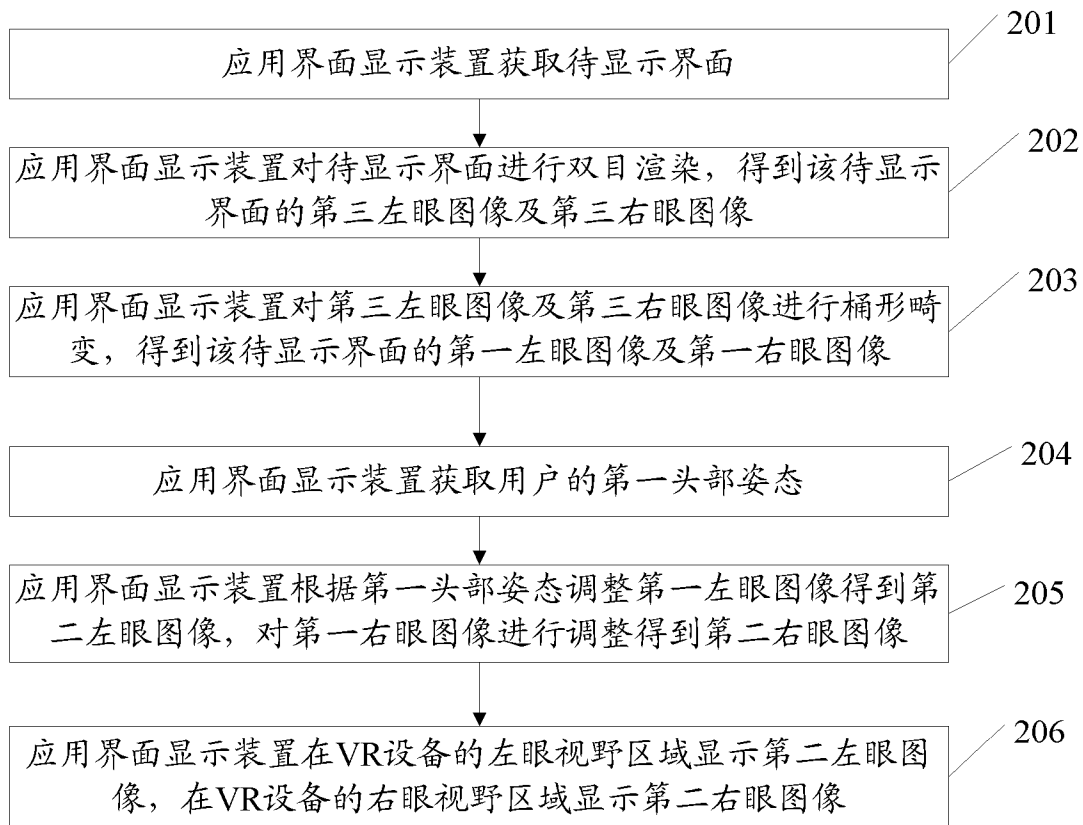 201
应用界面显示装置获取待显示界面
202
应用界面显示装置对待显示界面进行双目渲染，得到该待显示
界面的第三左眼图像及第三右眼图像
203
应用界面显示装置对第三左眼图像及第三右眼图像进行桶形畸
变，得到该待显示界面的第一左眼图像及第一右眼图像
204
应用界面显示装置获取用户的第一头部姿态
205
应用界面显示装置根据第一头部姿态调整第一左眼图像得到第
二左眼图像，对第一右眼图像进行调整得到第二右眼图像
206
应用界面显示装置在VR设备的左眼视野区域显示第二左眼图
像，在VR设备的右眼视野区域显示第二右眼图像